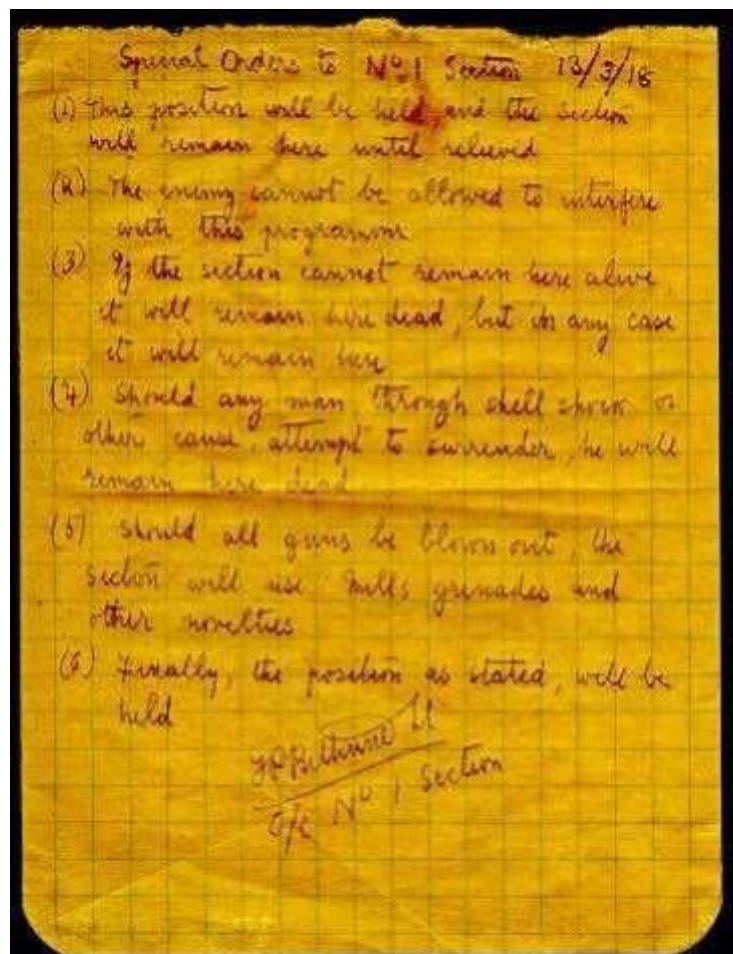 Special Orders to No 1 Section 13/3/18
(1) This position will be held, and the section
will remain here until relieved
(2) The enemy cannot be allowed to interfere
with this programme
(3) If the section cannot remain here alive,
it will remain here dead, but in any case
it will remain here
(4) Should any man through shell shock or
other cause, attempt to surrender, he will
remain here dead
(5) Should all guns be blown out, the
section will use Mills grenades and
other novelties
(6) Finally, the position as stated, will be
held
FP Bethune Lt
O/C No 1 Section